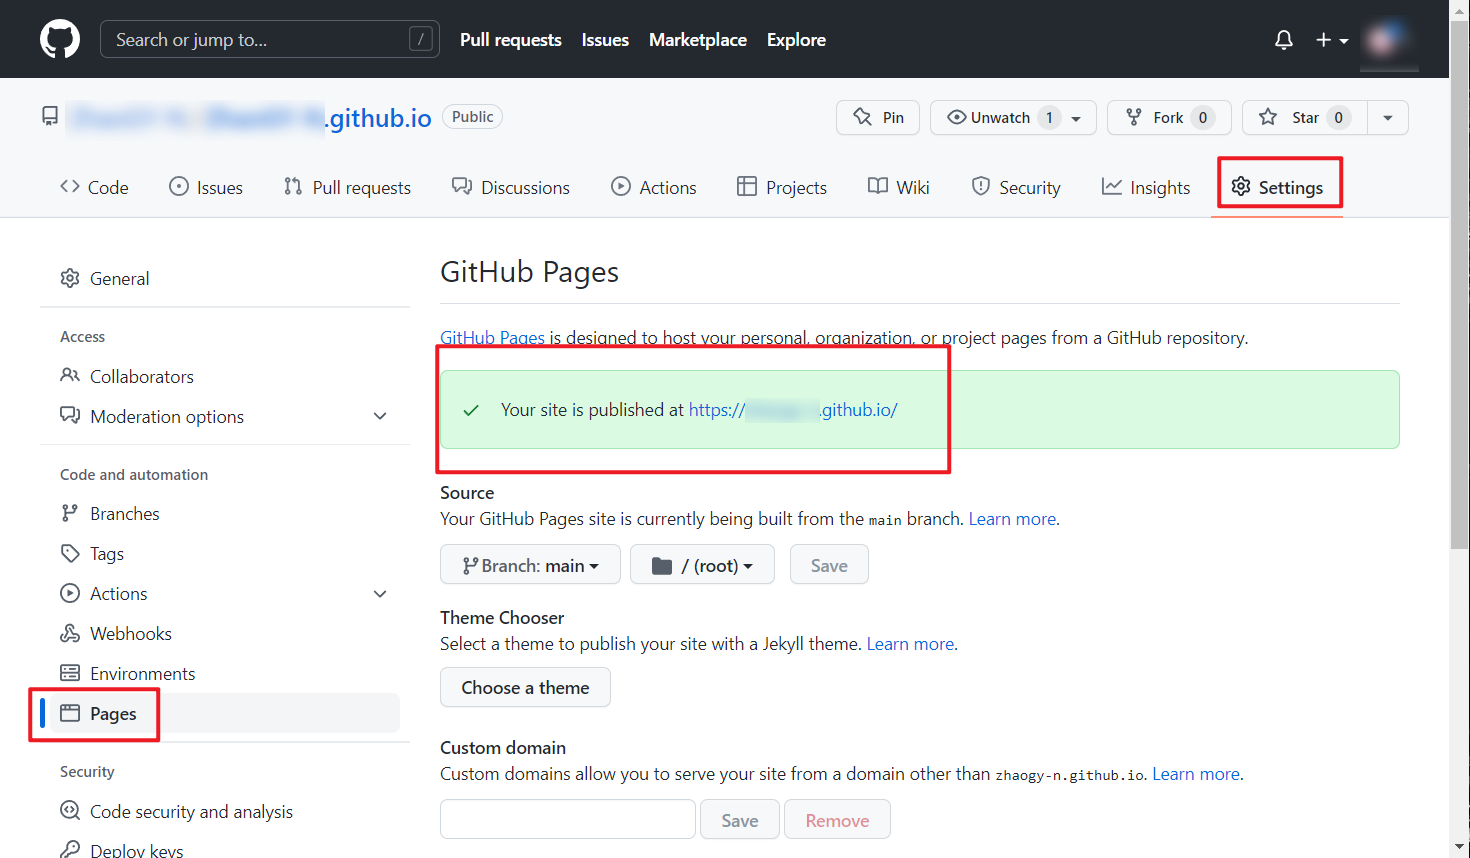 Search or jump to... /
Pull requests Issues Marketplace Explore
.github.io Public
Pin Unwatch 1 Fork 0 Star 0
Code Issues Pull requests Discussions Actions Projects Wiki Security Insights Settings
General
Access
Collaborators
Moderation options
Code and automation
Branches
Tags
Actions
Webhooks
Environments
Pages
Security
Code security and analysis
Deploy keys
GitHub Pages
GitHub Pages is designed to host your personal, organization, or project pages from a GitHub repository.
Your site is published at https:// .github.io/
Source
Your GitHub Pages site is currently being built from the main branch. Learn more.
Branch: main / (root) Save
Theme Chooser
Select a theme to publish your site with a Jekyll theme. Learn more.
Choose a theme
Custom domain
Custom domains allow you to serve your site from a domain other than zhaogy-n.github.io. Learn more.
Save Remove